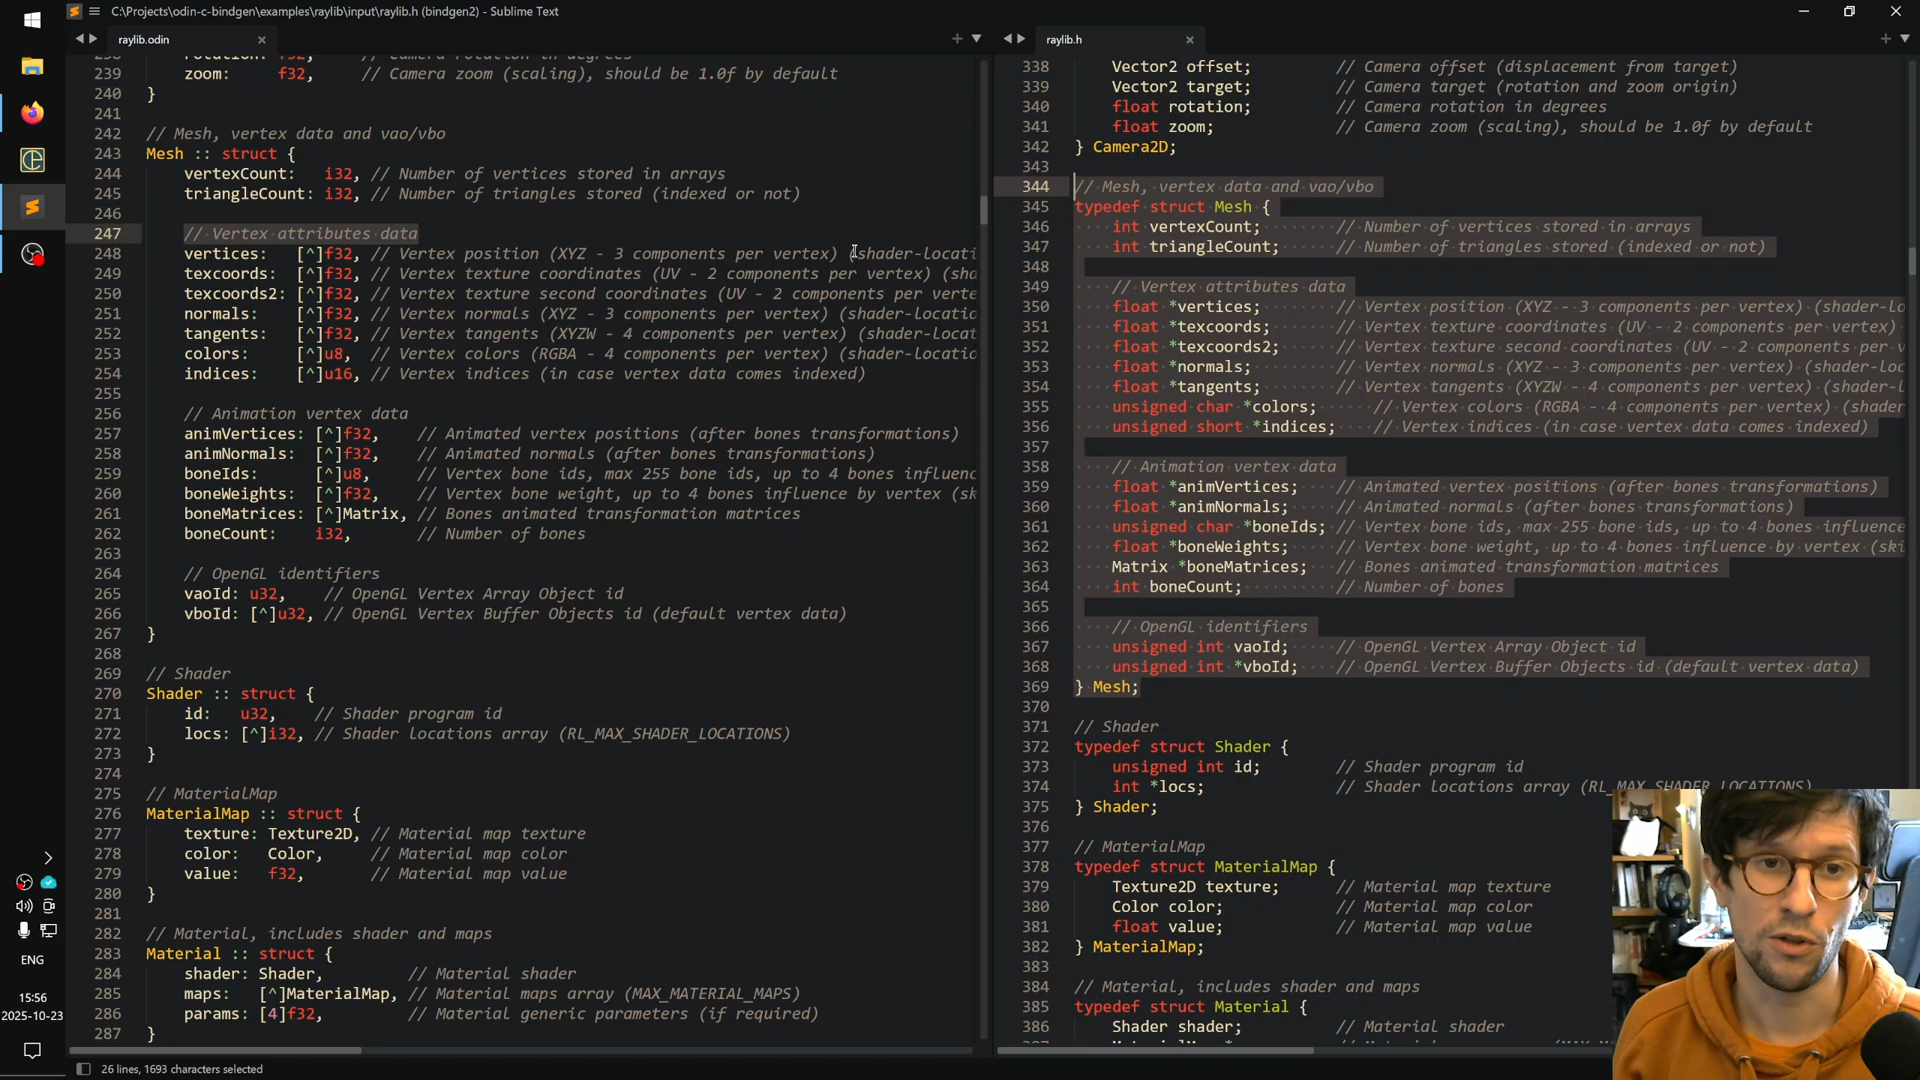 C:\Projects\odin-c-bindgen\examples\raylib\input\raylib.h (bindgen2) - Sublime Text
raylib.odin
239 zoom: f32, // Camera zoom (scaling), should be 1.0f by default
240 }
241
242 // Mesh, vertex data and vao/vbo
243 Mesh :: struct {
244 vertexCount: i32, // Number of vertices stored in arrays
245 triangleCount: i32, // Number of triangles stored (indexed or not)
246
247 // Vertex attributes data
248 vertices: [^]f32, // Vertex position (XYZ - 3 components per vertex) (shader-locati
249 texcoords: [^]f32, // Vertex texture coordinates (UV - 2 components per vertex) (sha
250 texcoords2: [^]f32, // Vertex texture second coordinates (UV - 2 components per verte
251 normals: [^]f32, // Vertex normals (XYZ - 3 components per vertex) (shader-locatio
252 tangents: [^]f32, // Vertex tangents (XYZW - 4 components per vertex) (shader-locat
253 colors: [^]u8, // Vertex colors (RGBA - 4 components per vertex) (shader-locatio
254 indices: [^]u16, // Vertex indices (in case vertex data comes indexed)
255
256 // Animation vertex data
257 animVertices: [^]f32, // Animated vertex positions (after bones transformations)
258 animNormals: [^]f32, // Animated normals (after bones transformations)
259 boneIds: [^]u8, // Vertex bone ids, max 255 bone ids, up to 4 bones influenc
260 boneWeights: [^]f32, // Vertex bone weight, up to 4 bones influence by vertex (sk
261 boneMatrices: [^]Matrix, // Bones animated transformation matrices
262 boneCount: i32, // Number of bones
263
264 // OpenGL identifiers
265 vaoId: u32, // OpenGL Vertex Array Object id
266 vboId: [^]u32, // OpenGL Vertex Buffer Objects id (default vertex data)
267 }
268
269 // Shader
270 Shader :: struct {
271 id: u32, // Shader program id
272 locs: [^]i32, // Shader locations array (RL_MAX_SHADER_LOCATIONS)
273 }
274
275 // MaterialMap
276 MaterialMap :: struct {
277 texture: Texture2D, // Material map texture
278 color: Color, // Material map color
279 value: f32, // Material map value
280 }
281
282 // Material, includes shader and maps
283 Material :: struct {
284 shader: Shader, // Material shader
285 maps: [^]MaterialMap, // Material maps array (MAX_MATERIAL_MAPS)
286 params: [4]f32, // Material generic parameters (if required)
287 }
raylib.h
338 Vector2 offset; // Camera offset (displacement from target)
339 Vector2 target; // Camera target (rotation and zoom origin)
340 float rotation; // Camera rotation in degrees
341 float zoom; // Camera zoom (scaling), should be 1.0f by default
342 } Camera2D;
343
344 // Mesh, vertex data and vao/vbo
345 typedef struct Mesh {
346 int vertexCount; // Number of vertices stored in arrays
347 int triangleCount; // Number of triangles stored (indexed or not)
348
349 // Vertex attributes data
350 float *vertices; // Vertex position (XYZ - 3 components per vertex) (shader-lo
351 float *texcoords; // Vertex texture coordinates (UV - 2 components per vertex)
352 float *texcoords2; // Vertex texture second coordinates (UV - 2 components per v
353 float *normals; // Vertex normals (XYZ - 3 components per vertex) (shader-loc
354 float *tangents; // Vertex tangents (XYZW - 4 components per vertex) (shader-l
355 unsigned char *colors; // Vertex colors (RGBA - 4 components per vertex) (shader
356 unsigned short *indices; // Vertex indices (in case vertex data comes indexed)
357
358 // Animation vertex data
359 float *animVertices; // Animated vertex positions (after bones transformations)
360 float *animNormals; // Animated normals (after bones transformations)
361 unsigned char *boneIds; // Vertex bone ids, max 255 bone ids, up to 4 bones influence
362 float *boneWeights; // Vertex bone weight, up to 4 bones influence by vertex (ski
363 Matrix *boneMatrices; // Bones animated transformation matrices
364 int boneCount; // Number of bones
365
366 // OpenGL identifiers
367 unsigned int vaoId; // OpenGL Vertex Array Object id
368 unsigned int *vboId; // OpenGL Vertex Buffer Objects id (default vertex data)
369 } Mesh;
370
371 // Shader
372 typedef struct Shader {
373 unsigned int id; // Shader program id
374 int *locs; // Shader locations array (RL_MAX_SHADER_LOCATIONS)
375 } Shader;
376
377 // MaterialMap
378 typedef struct MaterialMap {
379 Texture2D texture; // Material map texture
380 Color color; // Material map color
381 float value; // Material map value
382 } MaterialMap;
383
384 // Material, includes shader and maps
385 typedef struct Material {
386 Shader shader; // Material shader
ENG
15:56
2025-10-23
26 lines, 1693 characters selected